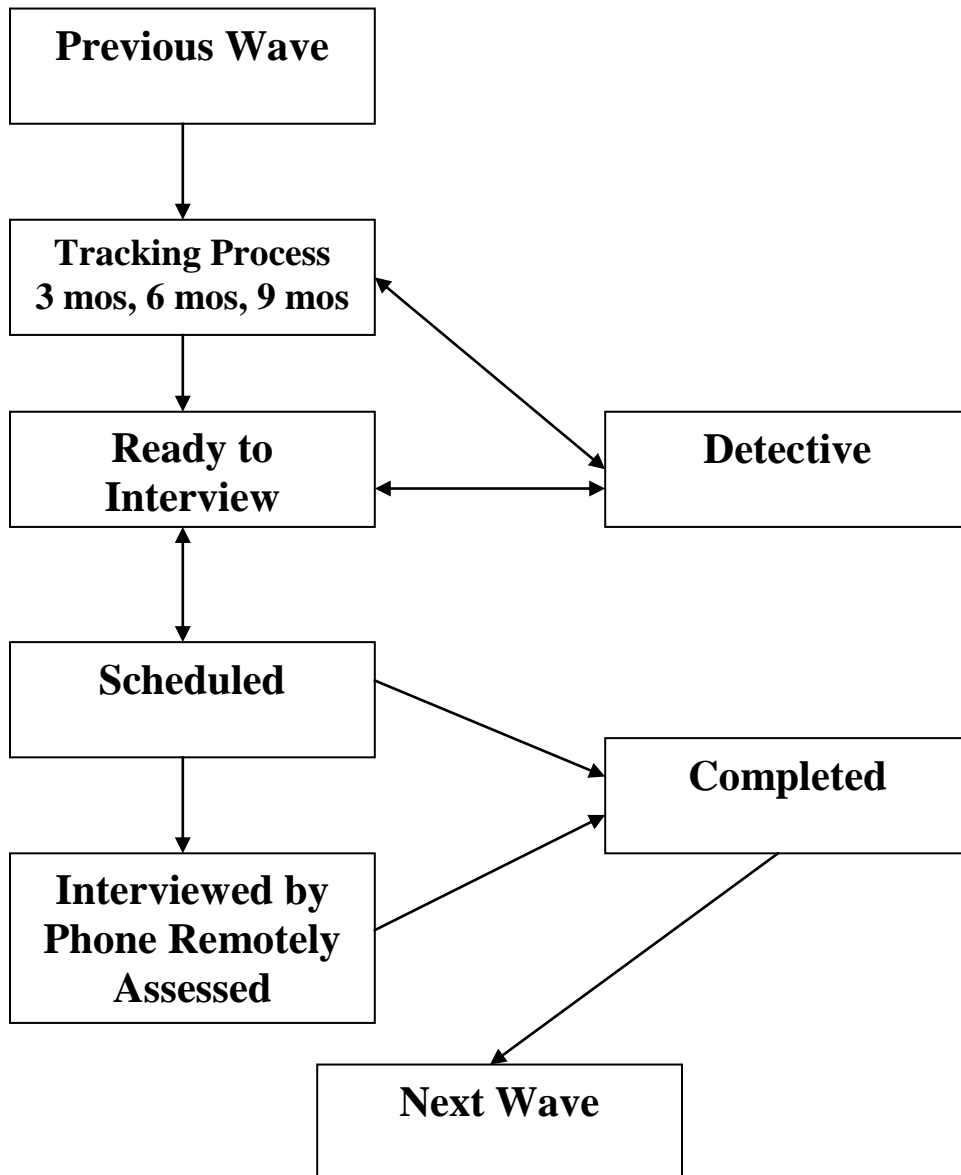 Previous Wave
Tracking Process
3 mos, 6 mos, 9 mos
Ready to
Interview
Detective
Scheduled
Completed
Interviewed by
Phone Remotely
Assessed
Next Wave